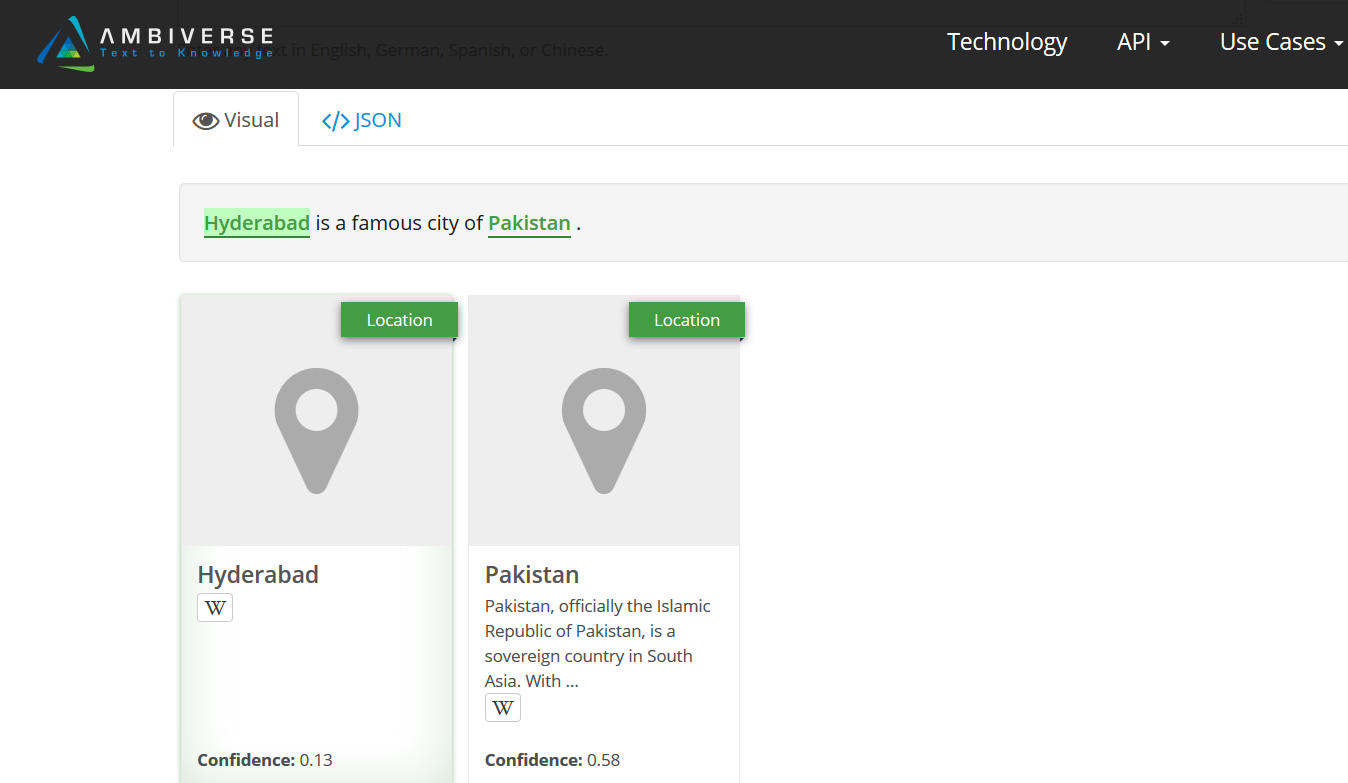 AMBIVERSE
Text to Knowledge
text in English, German, Spanish, or Chinese.
Technology API Use Cases
Visual </> JSON
Hyderabad is a famous city of Pakistan .
Location
Location
Hyderabad
W
Confidence: 0.13
Pakistan
Pakistan, officially the Islamic
Republic of Pakistan, is a
sovereign country in South
Asia. With ...
W
Confidence: 0.58